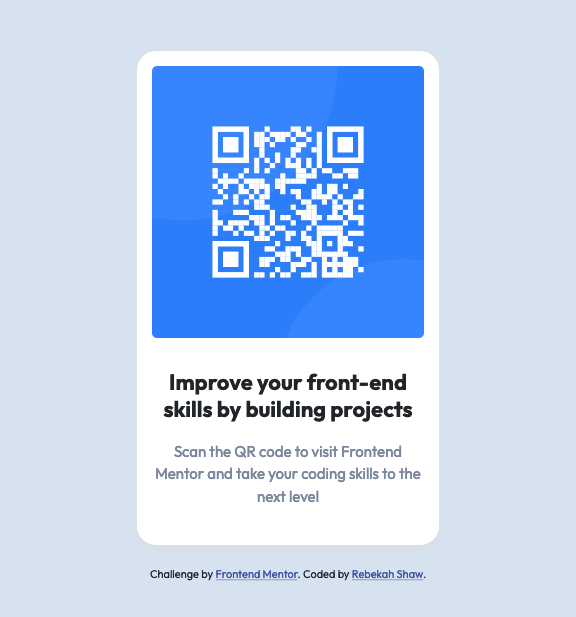 Improve your front-end
skills by building projects
Scan the QR code to visit Frontend
Mentor and take your coding skills to the
next level
Challenge by Frontend Mentor. Coded by Rebekah Shaw.